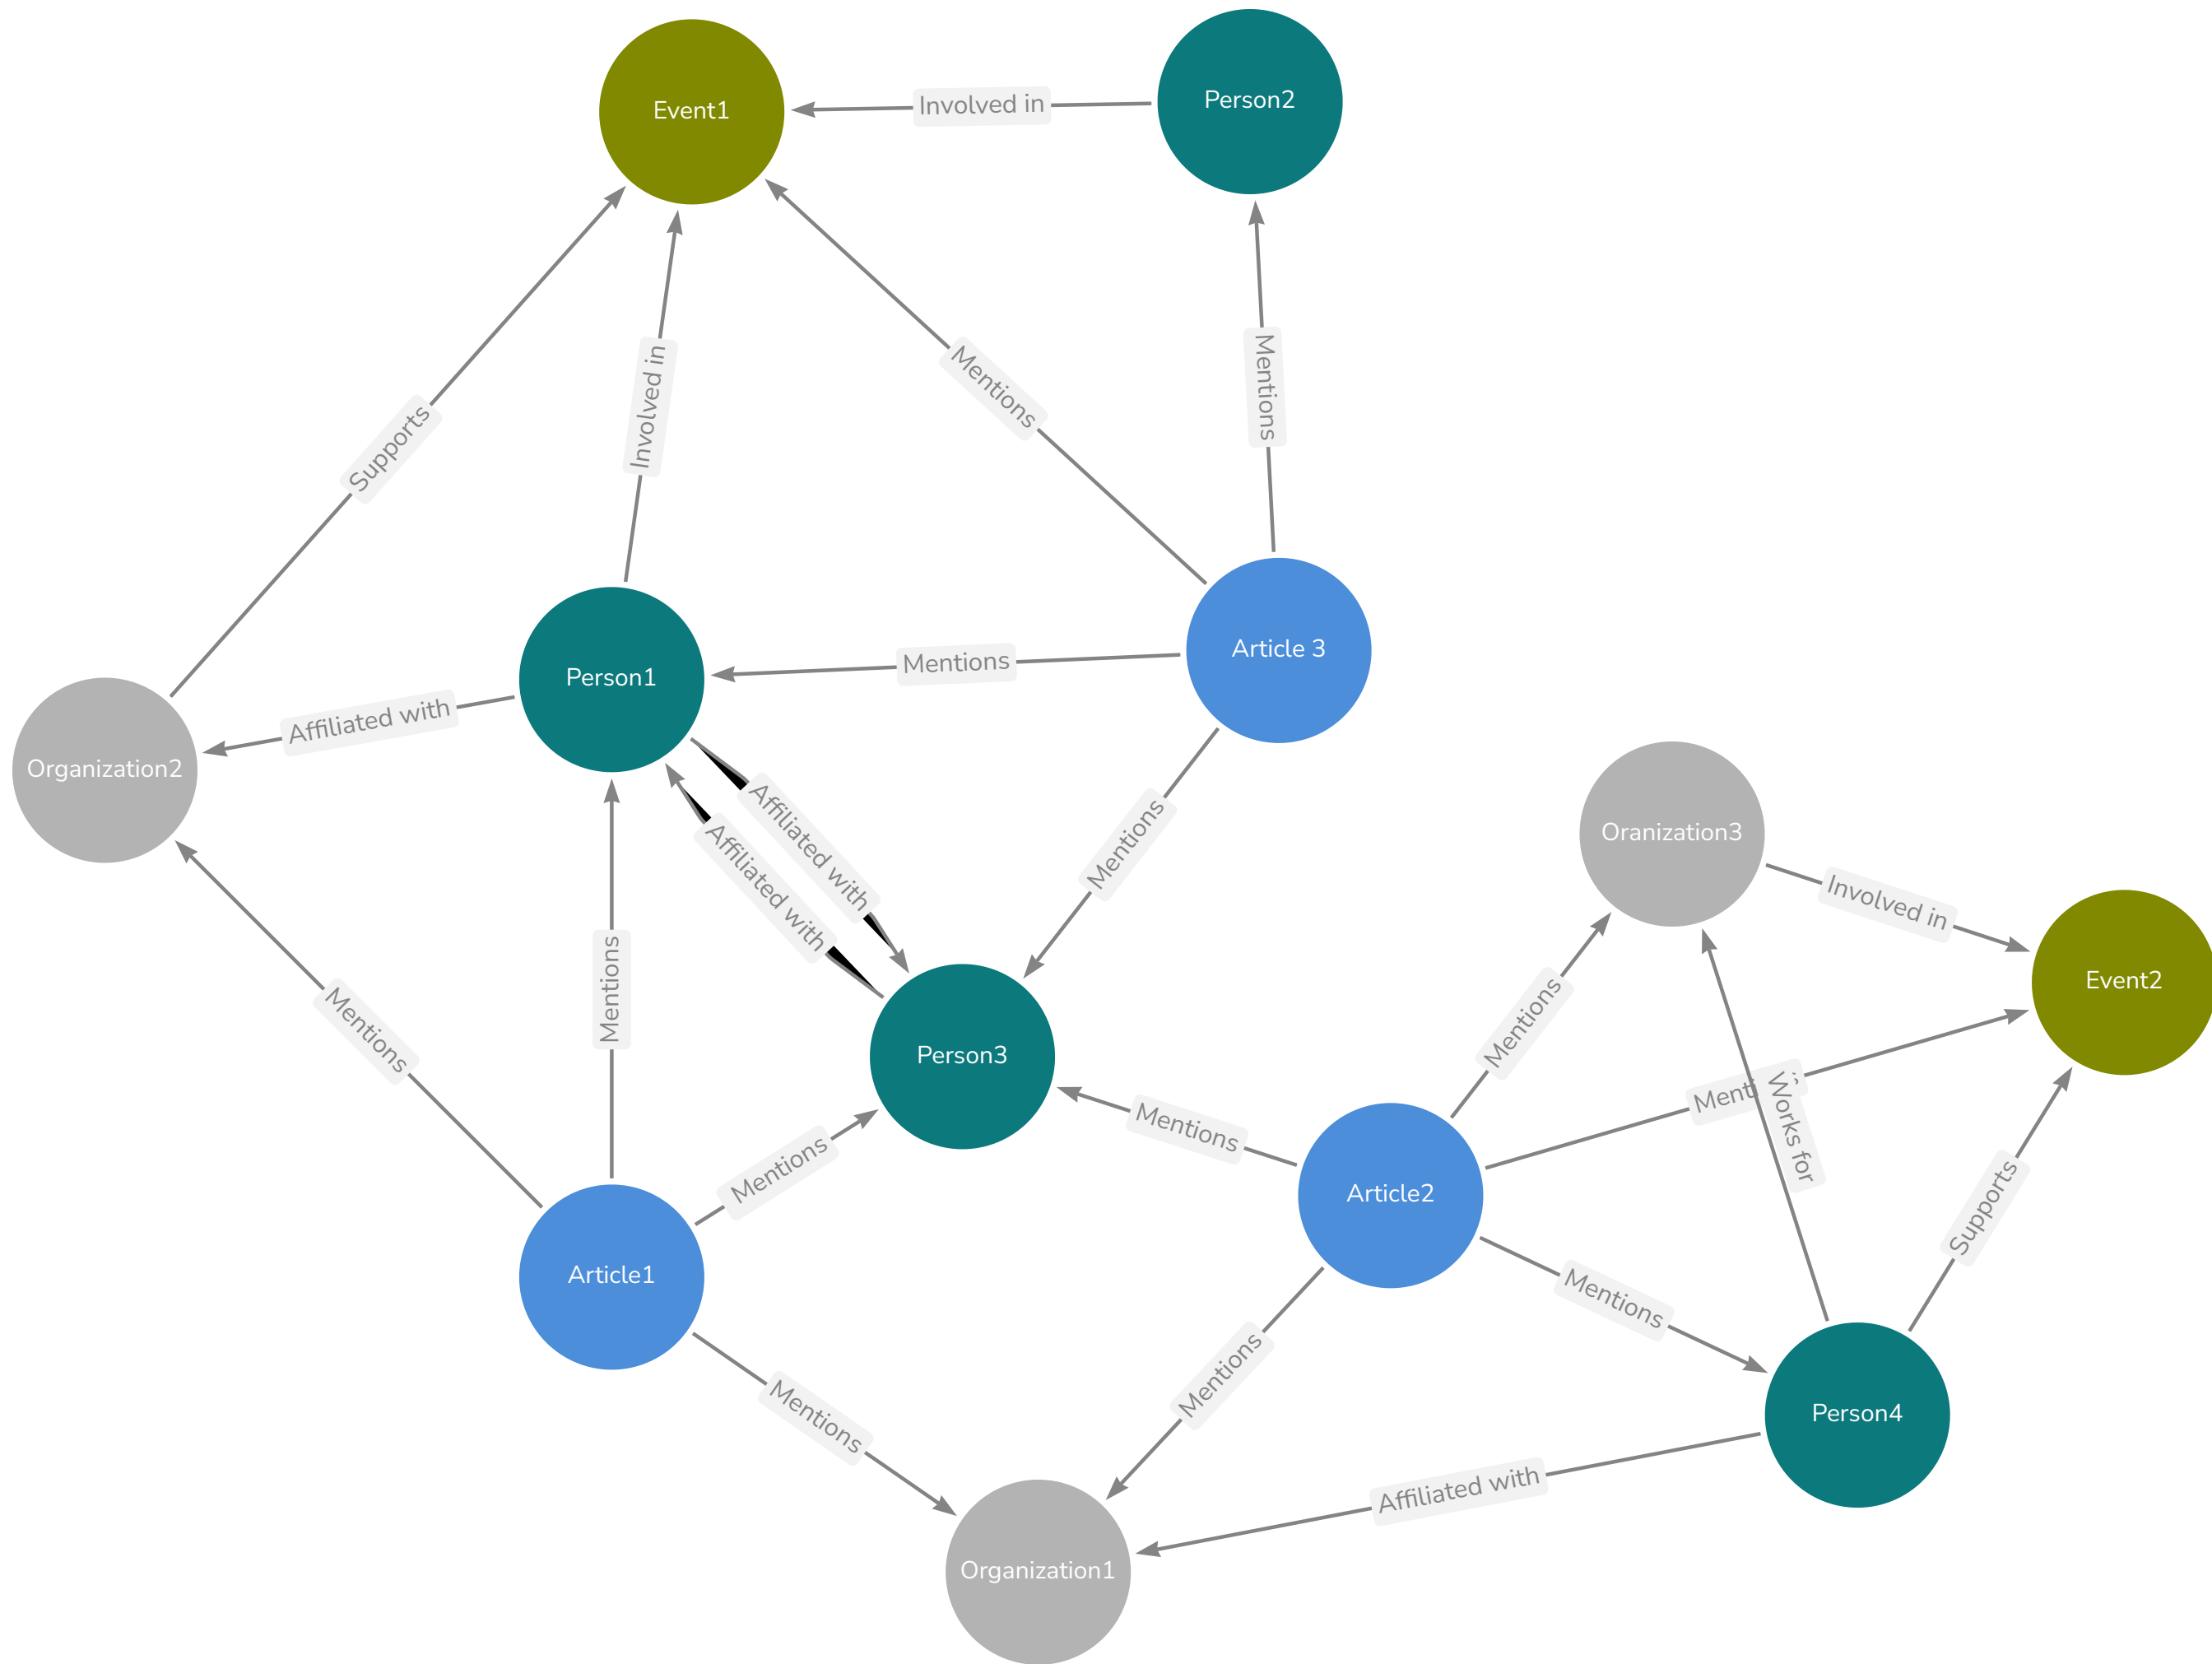 Event1
Involved in
Person2
Supports
Involved in
Mentions
Mentions
Person1
Mentions
Article 3
Affiliated with
Organization2
Affiliated with
Affiliated with
Mentions
Oranization3
Involved in
Event2
Mentions
Mentions
Person3
Mentions
Mentions
Works for
Mentions
Mentions
Article2
Supports
Article1
Mentions
Mentions
Mentions
Person4
Affiliated with
Organization1